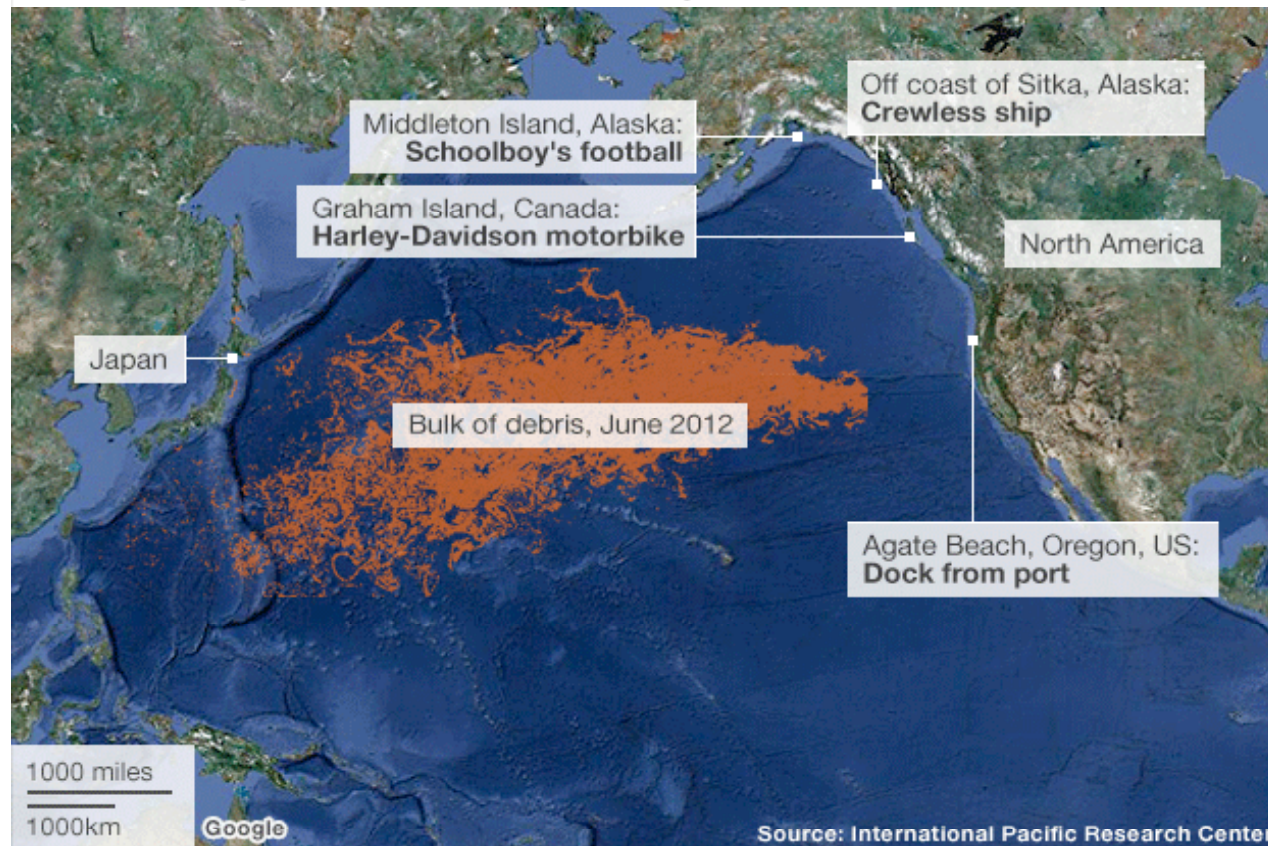 Off coast of Sitka, Alaska:
Crewless ship
Middleton Island, Alaska:
Schoolboy's football
Graham Island, Canada:
Harley-Davidson motorbike
North America
Japan
Bulk of debris, June 2012
Agate Beach, Oregon, US:
Dock from port
1000 miles
1000km
Google
Source: International Pacific Research Center